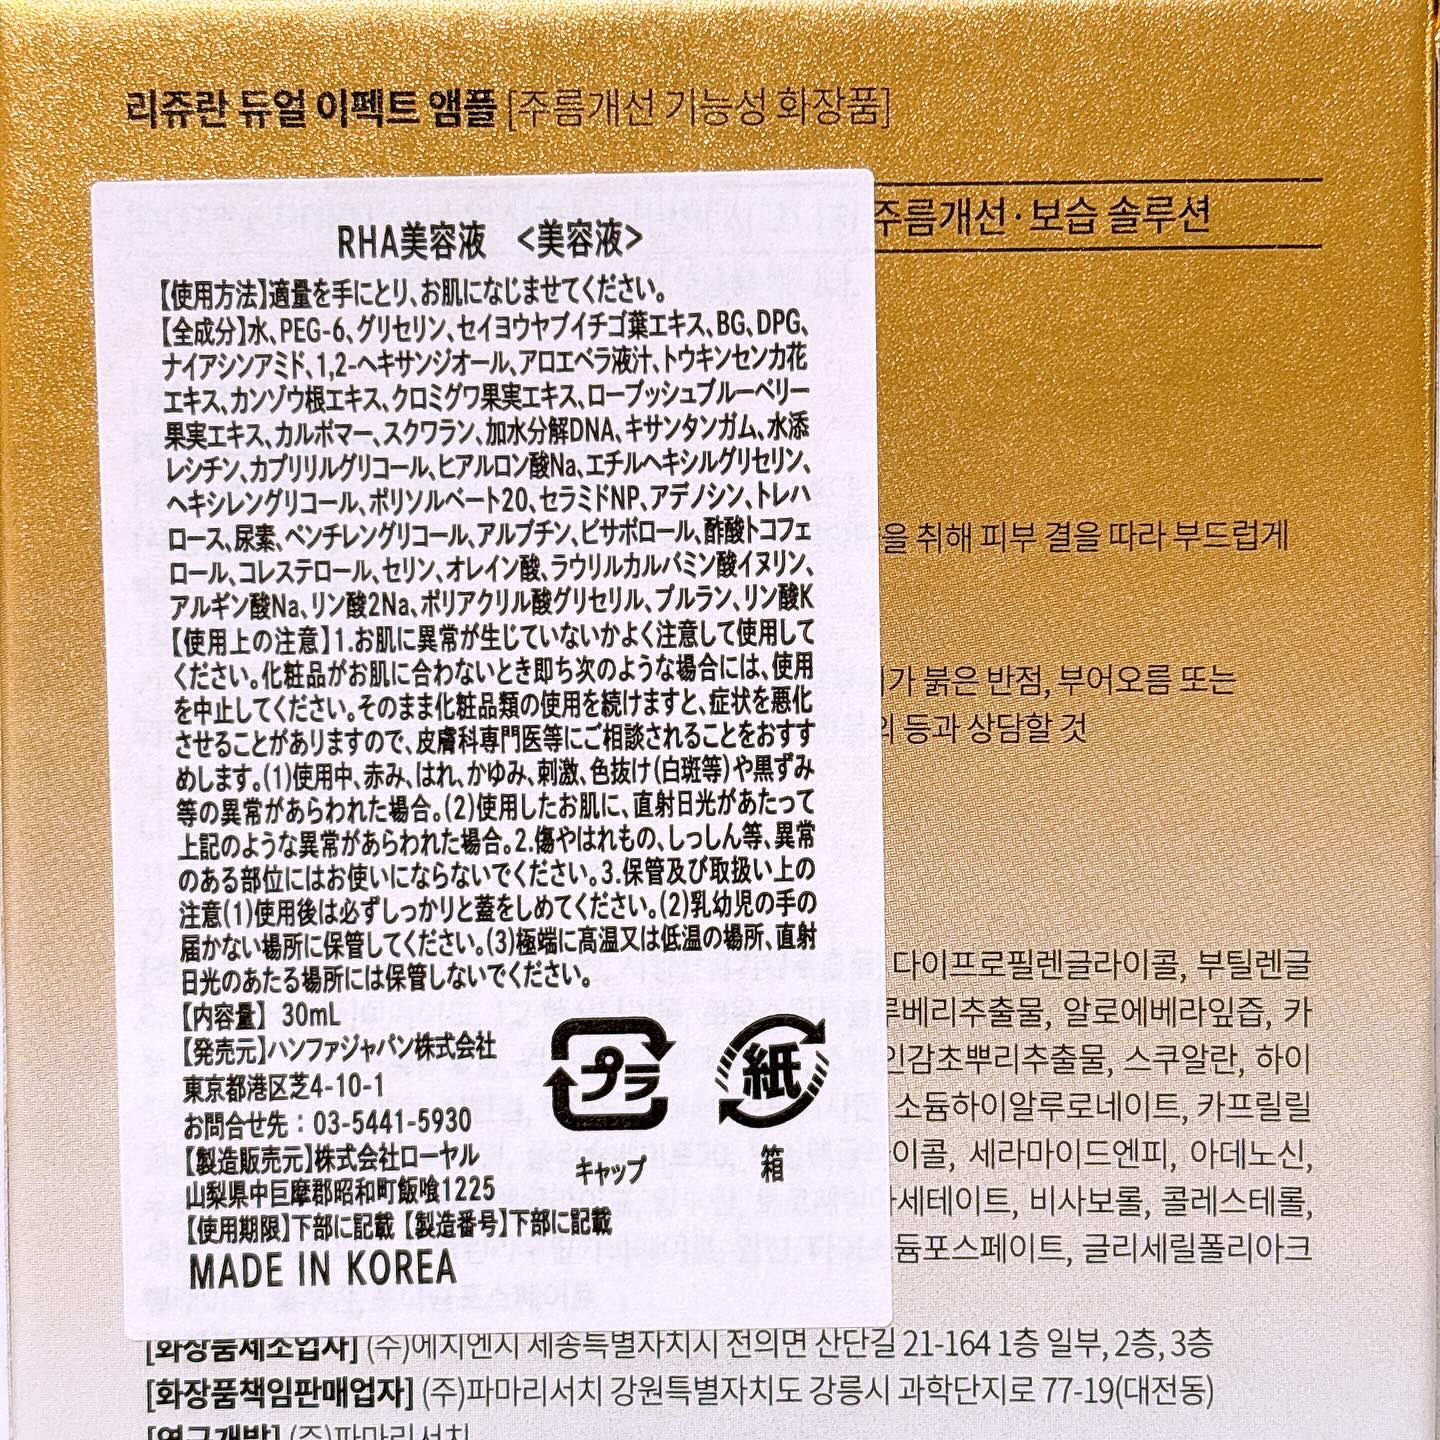 리쥬란 듀얼 이펙트 앰플 [주름개선 기능성 화장품]
주름개선·보습 솔루션
RHA美容液 <美容液>
【使用方法】適量を手にとり、お肌になじませてください。
【全成分】水、PEG-6、グリセリン、セイヨウヤブイチゴ葉エキス、BG、DPG、
ナイアシンアミド、1,2-ヘキサンジオール、アロエベラ液汁、トウキンセンカ花
エキス、カンゾウ根エキス、クロミグワ果実エキス、ローブッシュブルーベリー
果実エキス、カルボマー、スクワラン、加水分解DNA、キサンタンガム、水添
レシチン、カプリリルグリコール、ヒアルロン酸Na、エチルヘキシルグリセリン、
ヘキシレングリコール、ポリソルベート20、セラミドNP、アデノシン、トレハ
ロース、尿素、ペンチレングリコール、アルブチン、ビサボロール、酢酸トコフェ
ロール、コレステロール、セリン、オレイン酸、ラウリルカルバミン酸イヌリン、
アルギン酸Na、リン酸2Na、ポリアクリル酸グリセリル、プルラン、リン酸K
【使用上の注意】1.お肌に異常が生じていないかよく注意して使用して
ください。化粧品がお肌に合わないとき即ち次のような場合には、使用
を中止してください。そのまま化粧品類の使用を続けますと、症状を悪化
させることがありますので、皮膚科専門医等にご相談されることをおすす
めします。(1)使用中、赤み、はれ、かゆみ、刺激、色抜け(白斑等)や黒ずみ
等の異常があらわれた場合。(2)使用したお肌に、直射日光があたって
上記のような異常があらわれた場合。2.傷やはれもの、しっしん等、異常
のある部位にはお使いにならないでください。3.保管及び取扱い上の
注意(1)使用後は必ずしっかりと蓋をしめてください。(2)乳幼児の手の
届かない場所に保管してください。(3)極端に高温又は低温の場所、直射
日光のあたる場所には保管しないでください。
【内容量】 30mL
【発売元】ハンファジャパン株式会社
東京都港区芝4-10-1
お問合せ先：03-5441-5930
【製造販売元】株式会社ローヤル
山梨県中巨摩郡昭和町飯喰1225
【使用期限】下部に記載【製造番号】下部に記載
MADE IN KOREA
プラ
キャップ
紙
箱
을 취해 피부 결을 따라 부드럽게
가 붉은 반점, 부어오름 또는
의 등과 상담할 것
다이프로필렌글라이콜, 부틸렌글
루베리추출물, 알로에베라잎즙, 카
인감초뿌리추출물, 스쿠알란, 하이
소듐하이알루로네이트, 카프릴릴
이콜, 세라마이드엔피, 아데노신,
아세테이트, 비사보롤, 콜레스테롤,
듐포스페이트, 글리세릴폴리아크
[화장품제조업자] (주)에치엔지 세종특별자치시 전의면 산단길 21-164 1층 일부, 2층, 3층
[화장품책임판매업자] (주)파마리서치 강원특별자치도 강릉시 과학단지로 77-19(대전동)
[연구개발] (주)파마리서치